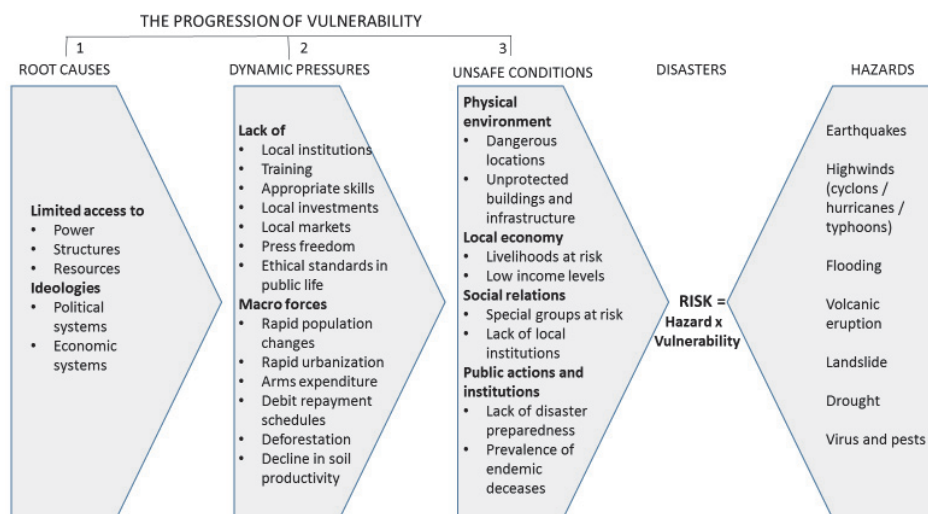 THE PROGRESSION OF VULNERABILITY
1
2
3
ROOT CAUSES
DYNAMIC PRESSURES
UNSAFE CONDITIONS
DISASTERS
HAZARDS
Limited access to
• Power
• Structures
• Resources
Ideologies
• Political
systems
• Economic
systems
Lack of
• Local institutions
• Training
• Appropriate skills
• Local investments
• Local markets
• Press freedom
• Ethical standards in
public life
Macro forces
• Rapid population
changes
• Rapid urbanization
• Arms expenditure
• Debit repayment
schedules
• Deforestation
• Decline in soil
productivity
Physical
environment
• Dangerous
locations
• Unprotected
buildings and
infrastructure
Local economy
• Livelihoods at risk
• Low income levels
Social relations
• Special groups at risk
• Lack of local
institutions
Public actions and
institutions
• Lack of disaster
preparedness
• Prevalence of
endemic
deceases
RISK =
Hazard x
Vulnerability
Earthquakes
Highwinds
(cyclons /
hurricanes /
typhoons)
Flooding
Volcanic
eruption
Landslide
Drought
Virus and pests